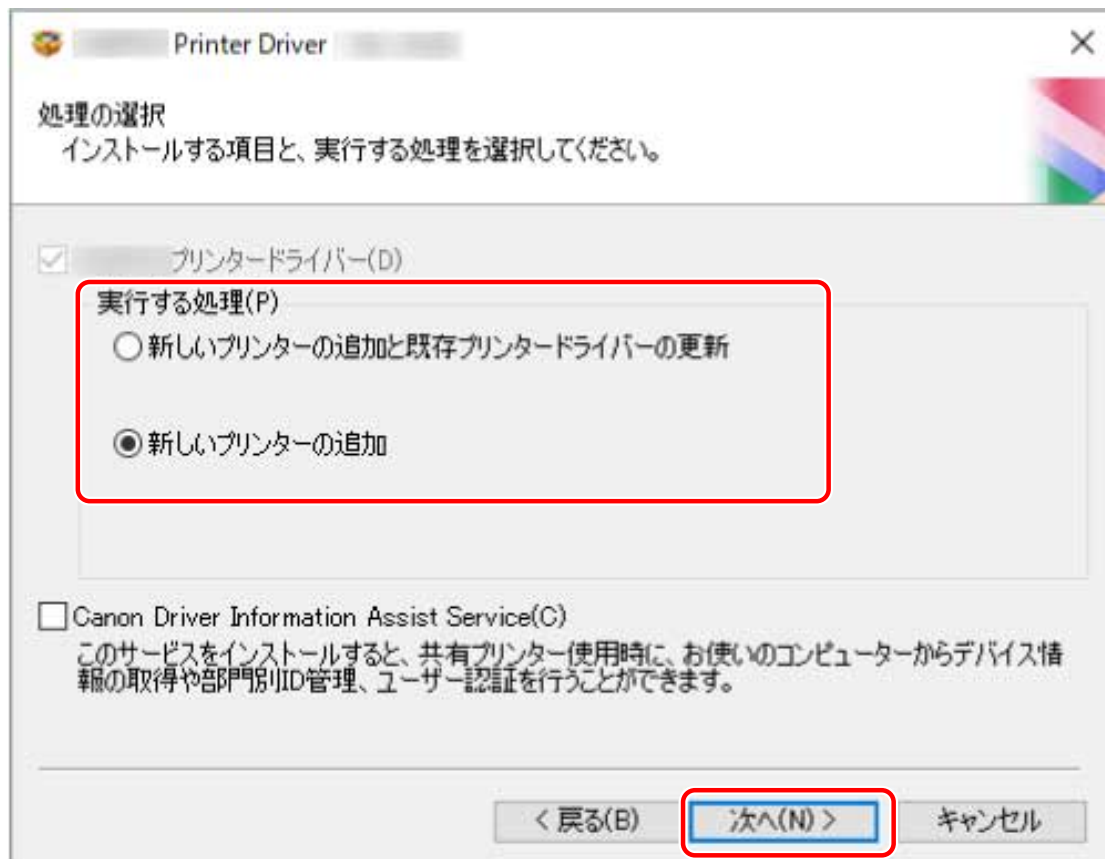 Printer Driver
処理の選択
インストールする項目と、実行する処理を選択してください。
プリンタードライバー(D)
実行する処理(P)
新しいプリンターの追加と既存プリンタードライバーの更新
新しいプリンターの追加
Canon Driver Information Assist Service(C)
このサービスをインストールすると、共有プリンター使用時に、お使いのコンピューターからデバイス情
報の取得や部門別ID管理、ユーザー認証を行うことができます。
< 戻る(B) 次へ(N) > キャンセル